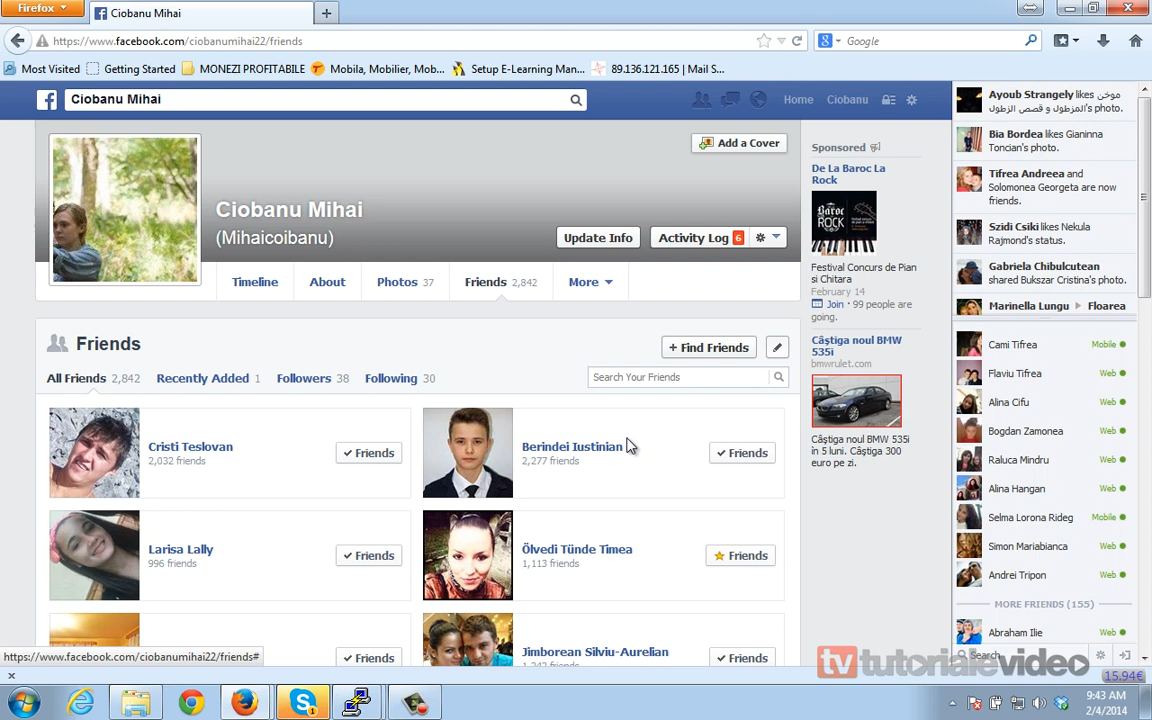 Firefox
Ciobanu Mihai
https://www.facebook.com/ciobanumihai22/friends
Google
Most Visited
Getting Started
MONEZI PROFITABILE
Mobila, Mobilier, Mob...
Setup E-Learning Man...
89.136.121.165 | Mail S...
Ciobanu Mihai
Home
Ciobanu
Add a Cover
Ciobanu Mihai
(Mihaicoibanu)
Update Info
Activity Log 6
Timeline
About
Photos 37
Friends 2,842
More
Friends
+ Find Friends
All Friends 2,842
Recently Added 1
Followers 38
Following 30
Search Your Friends
Cristi Teslovan
2,032 friends
Friends
Berindei Iustinian
2,277 friends
Friends
Larisa Lally
996 friends
Friends
Ölvedi Tünde Timea
1,113 friends
Friends
Friends
Jimborean Silviu-Aurelian
Friends
https://www.facebook.com/ciobanumihai22/friends#
Sponsored
De La Baroc La
Rock
BAROC
ROCK
Festival Concurs de Pian
si Chitara
February 14
Join · 99 people are
going.
Câștiga noul BMW
535i
bmwrulet.com
Câștiga noul BMW 535i
în 5 luni. Câștiga 300
euro pe zi.
Ayoub Strangely likes موخن
المزطول و قصص الزطول's photo.
Bia Bordea likes Gianinna
Toncian's photo.
Tifrea Andreea and
Solomonea Georgeta are now
friends.
Szidi Csiki likes Nekula
Rajmond's status.
Gabriela Chibulcutean
shared Bukszar Cristina's photo.
Marinella Lungu
Floarea
Cami Tifrea Mobile
Flaviu Tifrea Web
Alina Cifu Web
Bogdan Zamonea Web
Raluca Mindru Web
Alina Hangan Web
Selma Lorona Rideg Mobile
Simon Mariabianca Web
Andrei Tripon Web
MORE FRIENDS (155)
Abraham Ilie Web
Search
tv tutorialevideo
15.94€
9:43 AM
2/4/2014